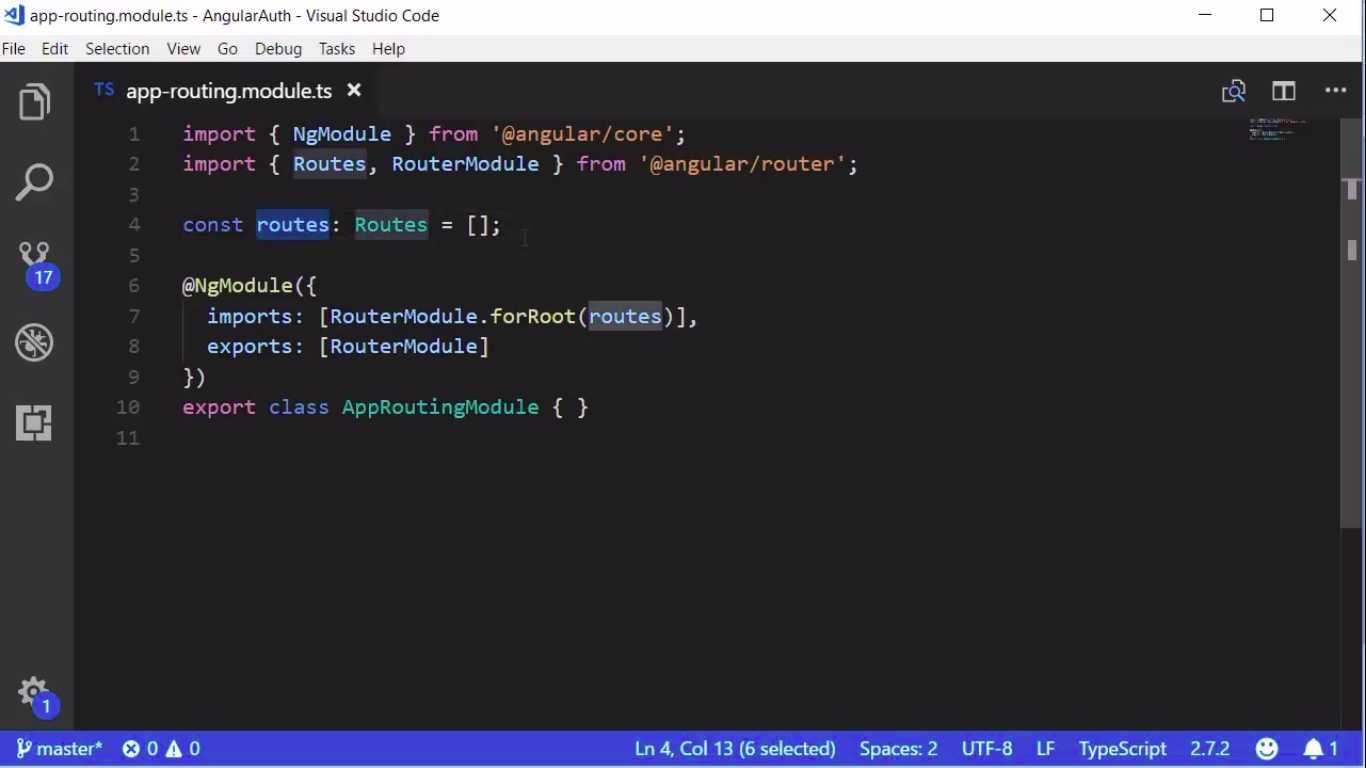 app-routing.module.ts - AngularAuth - Visual Studio Code
File Edit Selection View Go Debug Tasks Help
TS app-routing.module.ts
1 import { NgModule } from '@angular/core';
2 import { Routes, RouterModule } from '@angular/router';
3
4 const routes: Routes = [];
5
6 @NgModule({
7 imports: [RouterModule.forRoot(routes)],
8 exports: [RouterModule]
9 })
10 export class AppRoutingModule { }
11
17
1
master* 0 0 Ln 4, Col 13 (6 selected) Spaces: 2 UTF-8 LF TypeScript 2.7.2 1